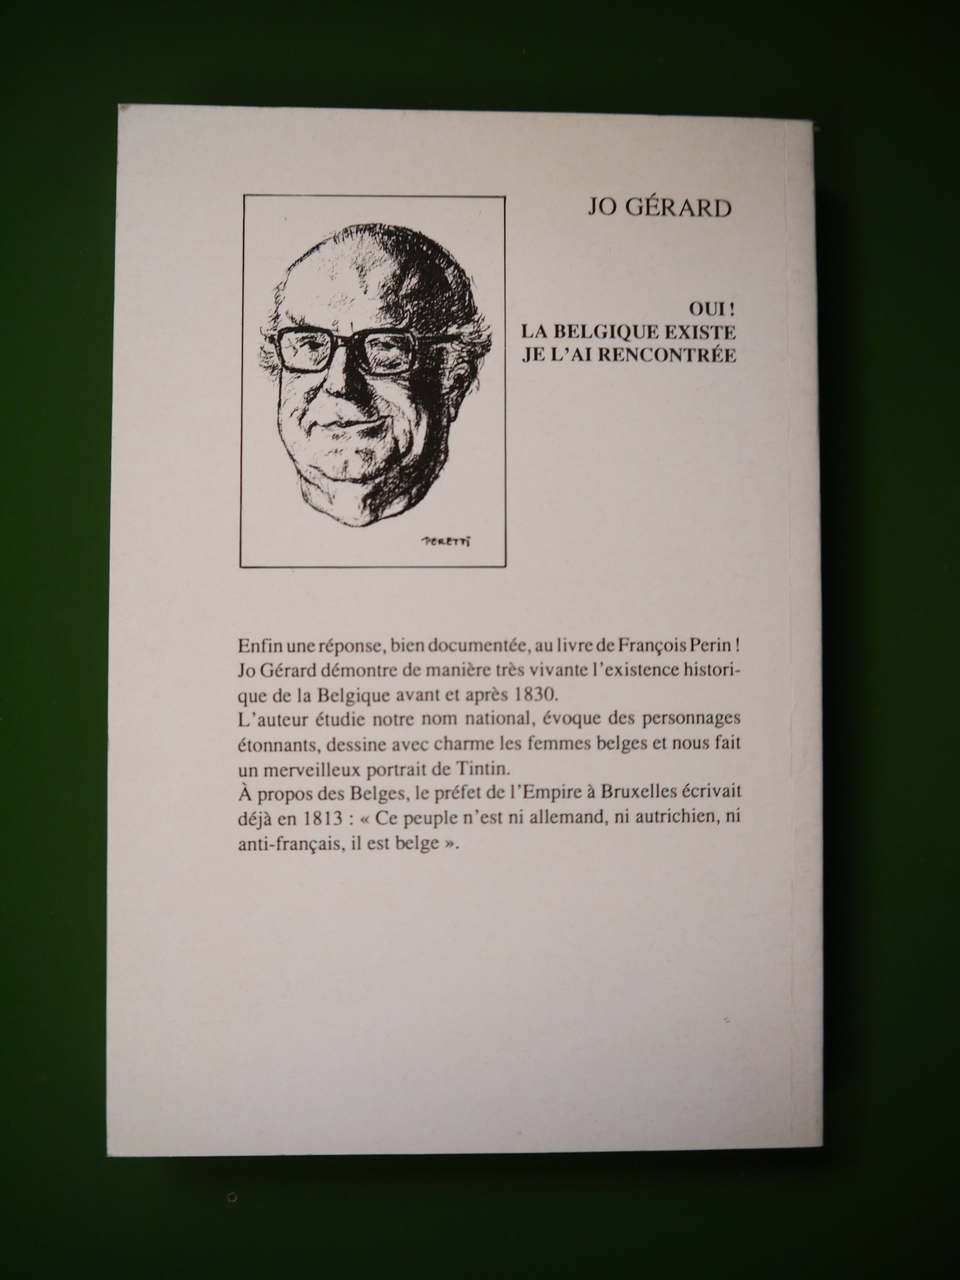 JO GÉRARD
OUI !
LA BELGIQUE EXISTE
JE L'AI RENCONTRÉE
PERETTI
Enfin une réponse, bien documentée, au livre de François Perin !
Jo Gérard démontre de manière très vivante l'existence histori-
que de la Belgique avant et après 1830.
L'auteur étudie notre nom national, évoque des personnages
étonnants, dessine avec charme les femmes belges et nous fait
un merveilleux portrait de Tintin.
À propos des Belges, le préfet de l'Empire à Bruxelles écrivait
déjà en 1813 : « Ce peuple n'est ni allemand, ni autrichien, ni
anti-français, il est belge ».